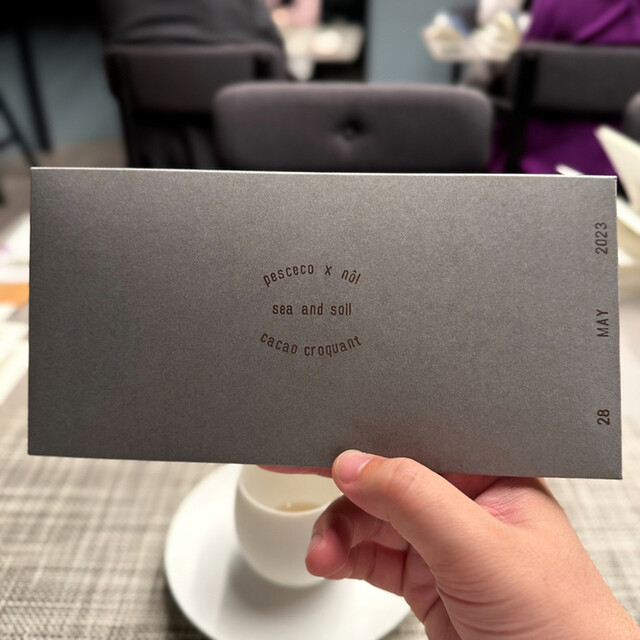 pesceco x nôl
sea and soil
cacao croquant
28 MAY 2023